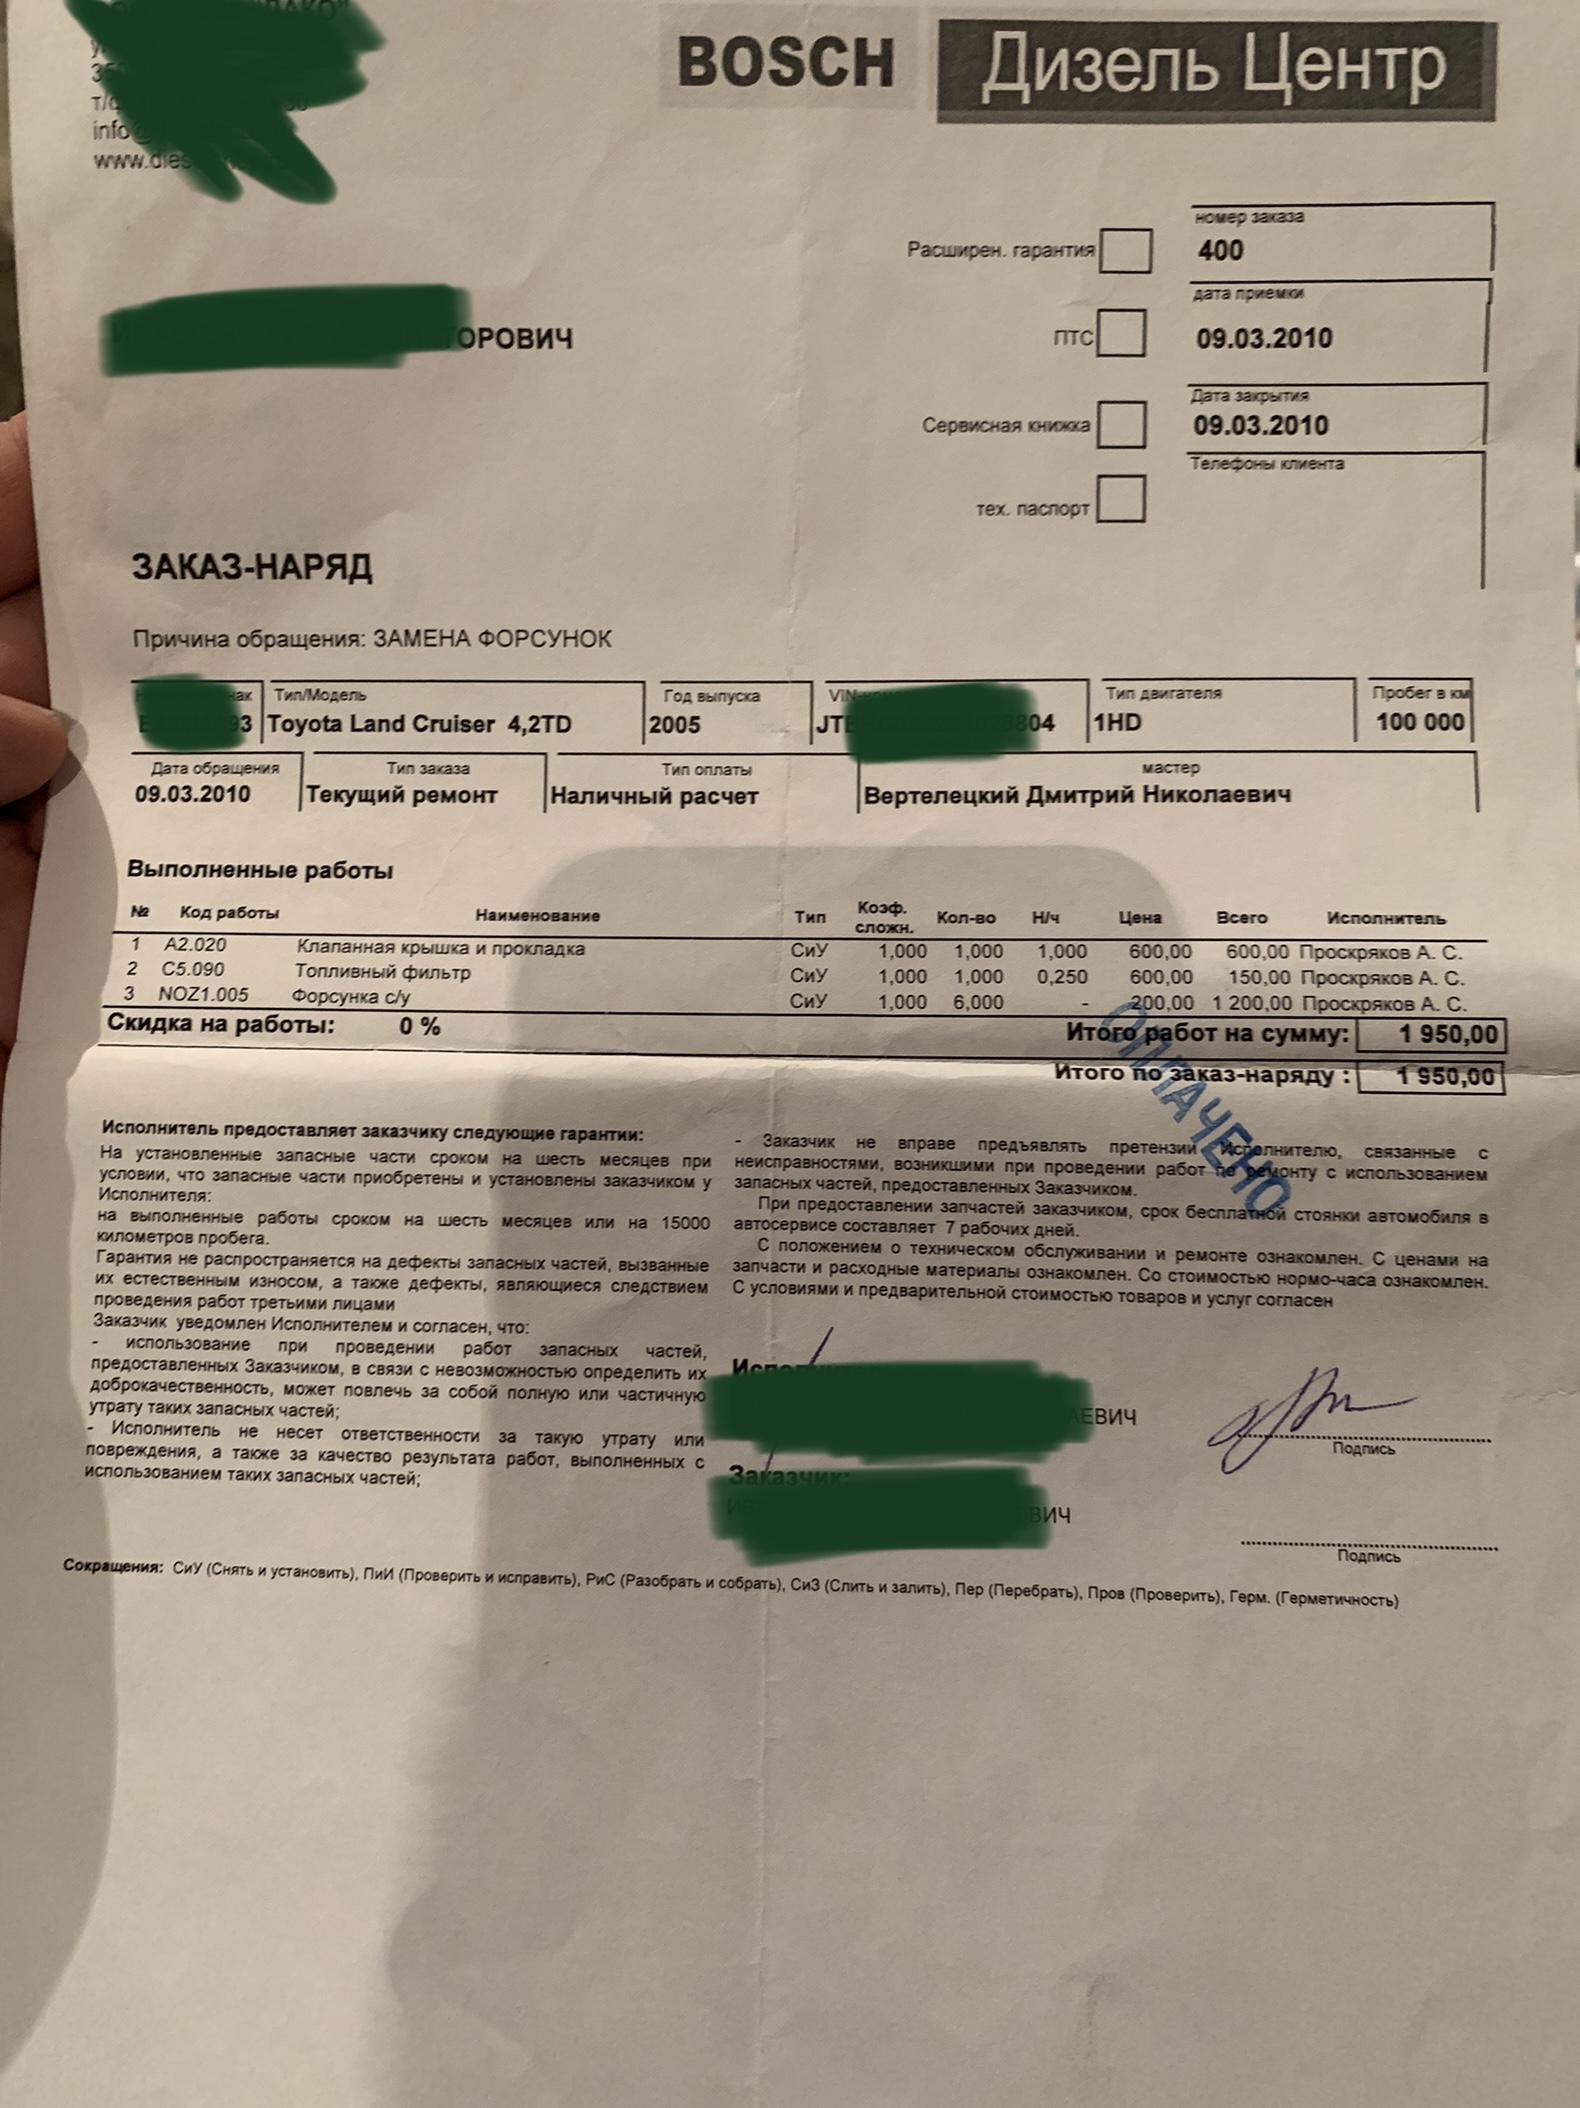 BOSCH Дизель Центр
info
www.dies
номер заказа
Расширен. гарантия 400
дата приемки
ОРОВИЧ ПТС 09.03.2010
Дата закрытия
Сервисная книжка 09.03.2010
Телефоны клиента
тех. паспорт
ЗАКАЗ-НАРЯД
Причина обращения: ЗАМЕНА ФОРСУНОК
Тип/Модель Год выпуска Тип двигателя Пробег в км
93 Toyota Land Cruiser 4,2TD 2005 JTE 804 1HD 100 000
Дата обращения Тип заказа Тип оплаты мастер
09.03.2010 Текущий ремонт Наличный расчет Вертелецкий Дмитрий Николаевич
Выполненные работы
№ Код работы Наименование Тип Коэф. сложн. Кол-во Н/ч Цена Всего Исполнитель
1 A2.020 Клапанная крышка и прокладка СиУ 1,000 1,000 1,000 600,00 600,00 Проскряков А. С.
2 C5.090 Топливный фильтр СиУ 1,000 1,000 0,250 600,00 150,00 Проскряков А. С.
3 NOZ1.005 Форсунка с/у СиУ 1,000 6,000 - 200,00 1 200,00 Проскряков А. С.
Скидка на работы: 0 % Итого работ на сумму: 1 950,00
Итого по заказ-наряду : 1 950,00
ОПЛАЧЕНО
Исполнитель предоставляет заказчику следующие гарантии:
На установленные запасные части сроком на шесть месяцев при
условии, что запасные части приобретены и установлены заказчиком у
Исполнителя:
на выполненные работы сроком на шесть месяцев или на 15000
километров пробега.
Гарантия не распространяется на дефекты запасных частей, вызванные
их естественным износом, а также дефекты, являющиеся следствием
проведения работ третьими лицами
Заказчик уведомлен Исполнителем и согласен, что:
- использование при проведении работ запасных частей,
предоставленных Заказчиком, в связи с невозможностью определить их
доброкачественность, может повлечь за собой полную или частичную
утрату таких запасных частей;
- Исполнитель не несет ответственности за такую утрату или
повреждения, а также за качество результата работ, выполненных с
использованием таких запасных частей;
- Заказчик не вправе предъявлять претензии Исполнителю, связанные с
неисправностями, возникшими при проведении работ по ремонту с использованием
запасных частей, предоставленных Заказчиком.
При предоставлении запчастей заказчиком, срок бесплатной стоянки автомобиля в
автосервисе составляет 7 рабочих дней.
С положением о техническом обслуживании и ремонте ознакомлен. С ценами на
запчасти и расходные материалы ознакомлен. Со стоимостью нормо-часа ознакомлен.
С условиями и предварительной стоимостью товаров и услуг согласен
АЕВИЧ
Подпись
Заказчик:
ОВИЧ
Подпись
Сокращения: СиУ (Снять и установить), ПиИ (Проверить и исправить), РиС (Разобрать и собрать), СиЗ (Слить и залить), Пер (Перебрать), Пров (Проверить), Герм. (Герметичность)